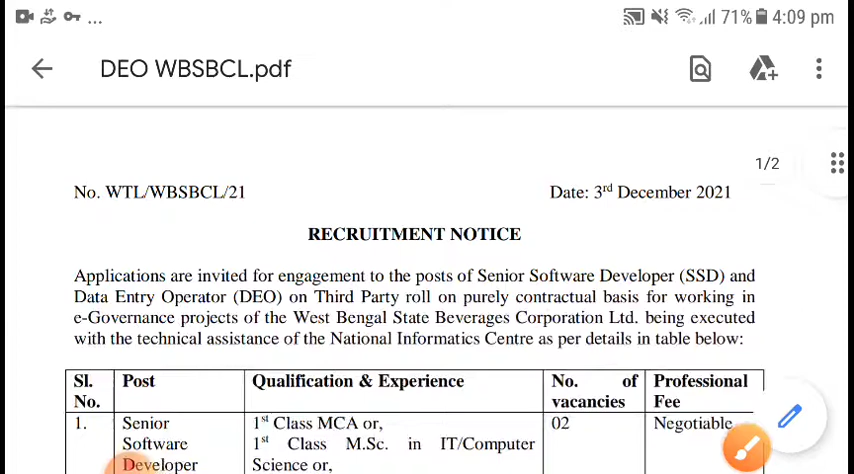 ... 71% 4:09 pm
DEO WBSBCL.pdf
1/2
No. WTL/WBSBCL/21 Date: 3rd December 2021
RECRUITMENT NOTICE
Applications are invited for engagement to the posts of Senior Software Developer (SSD) and
Data Entry Operator (DEO) on Third Party roll on purely contractual basis for working in
e-Governance projects of the West Bengal State Beverages Corporation Ltd. being executed
with the technical assistance of the National Informatics Centre as per details in table below:
Sl. Post Qualification & Experience No. of Professional
No. vacancies Fee
1. Senior 1st Class MCA or, 02 Negotiable
Software 1st Class M.Sc. in IT/Computer
Developer Science or,